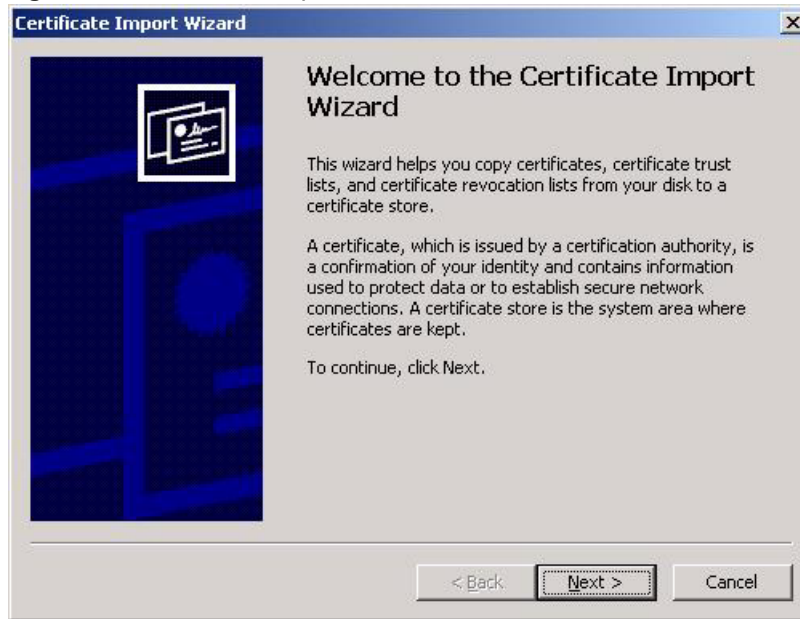 Certificate Import Wizard
Welcome to the Certificate Import
Wizard
This wizard helps you copy certificates, certificate trust
lists, and certificate revocation lists from your disk to a
certificate store.
A certificate, which is issued by a certification authority, is
a confirmation of your identity and contains information
used to protect data or to establish secure network
connections. A certificate store is the system area where
certificates are kept.
To continue, click Next.
< Back Next > Cancel